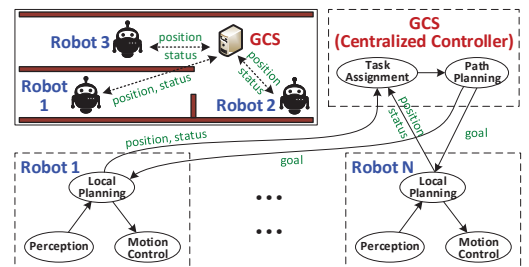 Robot 3
position
status
GCS
Robot
1
position, status
position
status
Robot 2
GCS
(Centralized Controller)
Task
Assignment
Path
Planning
position, status
position
status
goal
goal
Robot 1
Local
Planning
Perception
Motion
Control
...
...
Robot N
Local
Planning
Perception
Motion
Control